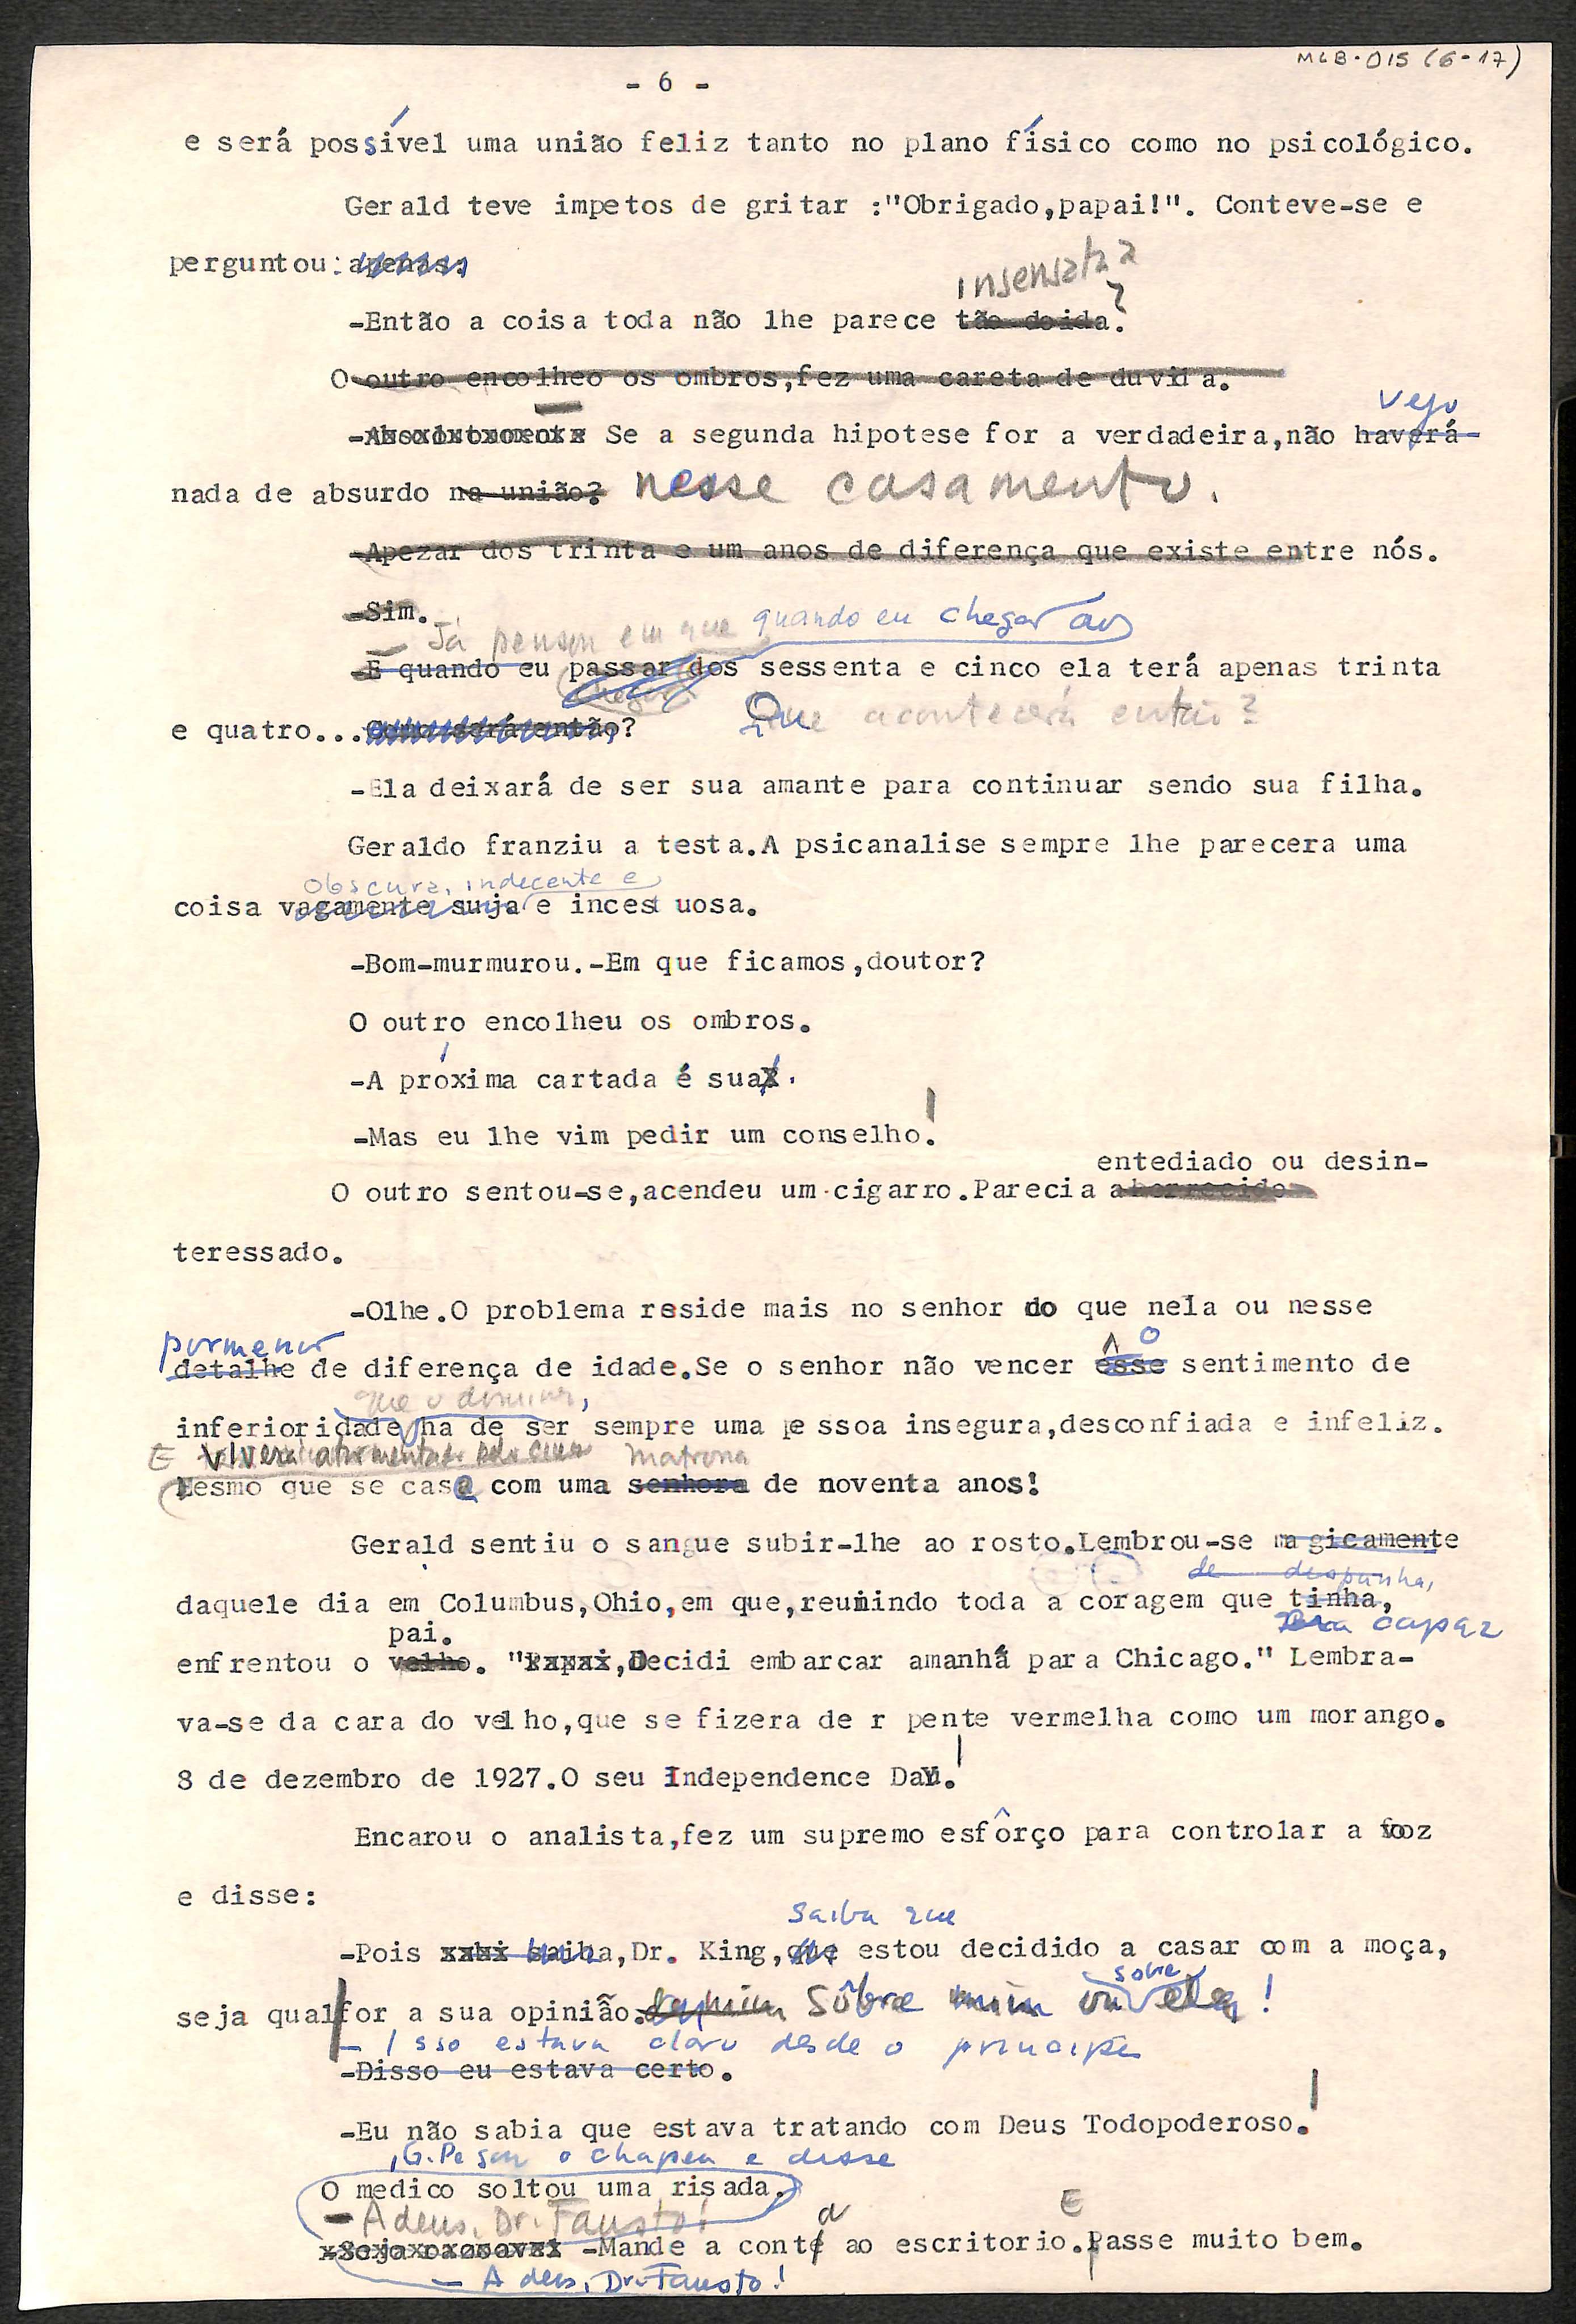 MLB-015 (6-17)
- 6 -
e será possível uma união feliz tanto no plano físico como no psicológico.
Gerald teve impetos de gritar :"Obrigado,papai!". Conteve-se e
perguntou: apenas:
insensata?
-Então a coisa toda não lhe parece tão doida?
O outro encolheo os ombros,fez uma careta de duvida.
vejo
-Absolutamente Se a segunda hipotese for a verdadeira,não haverá
nada de absurdo na união? nesse casamento.
-Apezar dos trinta e um anos de diferença que existe entre nós.
-Sim.
- Já pensou em que quando eu chegar aos
-E quando eu passar dos sessenta e cinco ela terá apenas trinta
e quatro... Como será então? Que acontecerá então?
-Ela deixará de ser sua amante para continuar sendo sua filha.
Geraldo franziu a testa.A psicanalise sempre lhe parecera uma
obscura, indecente e
coisa vagamente suja e incestuosa.
-Bom-murmurou.-Em que ficamos,doutor?
O outro encolheu os ombros.
-A próxima cartada é sua.
-Mas eu lhe vim pedir um conselho!
entediado ou desin-
O outro sentou-se,acendeu um cigarro.Parecia aborrecido
teressado.
-Olhe.O problema reside mais no senhor do que nela ou nesse
pormenor
detalhe de diferença de idade.Se o senhor não vencer esse sentimento de
o
que o domina,
inferioridade, ha de ser sempre uma pessoa insegura,desconfiada e infeliz.
E viverá atormentado pelo ciume matrona
Mesmo que se case com uma senhora de noventa anos!
Gerald sentiu o sangue subir-lhe ao rosto.Lembrou-se magicamente
de dispunha,
daquele dia em Columbus,Ohio,em que,reunindo toda a coragem que tinha,
era capaz
pai.
enfrentou o velho. "Papai,Decidi embarcar amanhã para Chicago." Lembra-
va-se da cara do velho,que se fizera de r pente vermelha como um morango.
8 de dezembro de 1927.O seu Independence Day!
Encarou o analista,fez um supremo esfôrço para controlar a voz
e disse:
saiba que
-Pois saiba,Dr. King,que estou decidido a casar com a moça,
seja qual for a sua opinião. de mim Sôbre mim ou sobre ela!
- Isso estava claro desde o principio
-Disso eu estava certo.
-Eu não sabia que estava tratando com Deus Todopoderoso!
G. Pegou o chapeu e disse
O medico soltou uma risada.
- Adeus, Dr. Fausto!
-Mande a conta ao escritorio. E Passe muito bem.
- Adeus, Dr. Fausto!